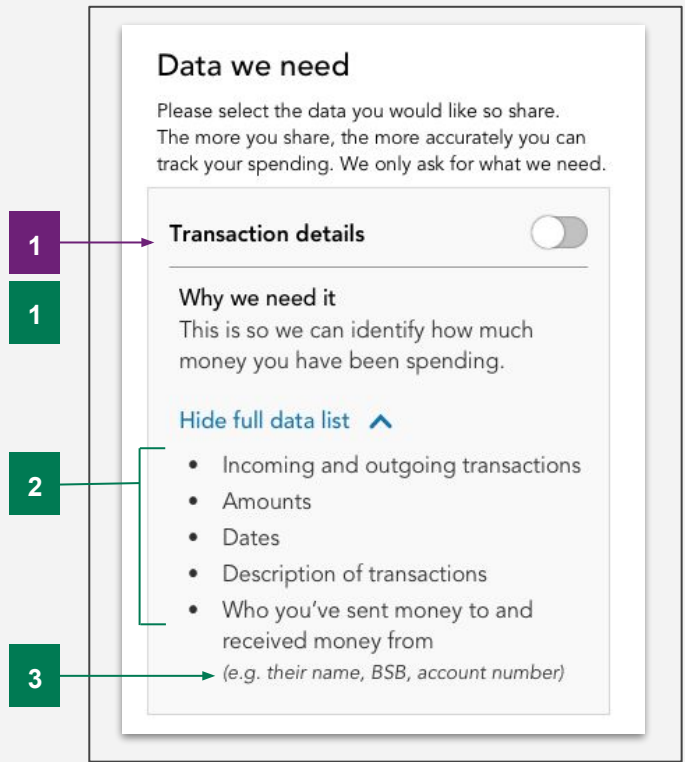 Data we need
Please select the data you would like so share.
The more you share, the more accurately you can
track your spending. We only ask for what we need.
1
Transaction details
1
Why we need it
This is so we can identify how much
money you have been spending.
Hide full data list
2
• Incoming and outgoing transactions
• Amounts
• Dates
• Description of transactions
• Who you’ve sent money to and
received money from
3
(e.g. their name, BSB, account number)